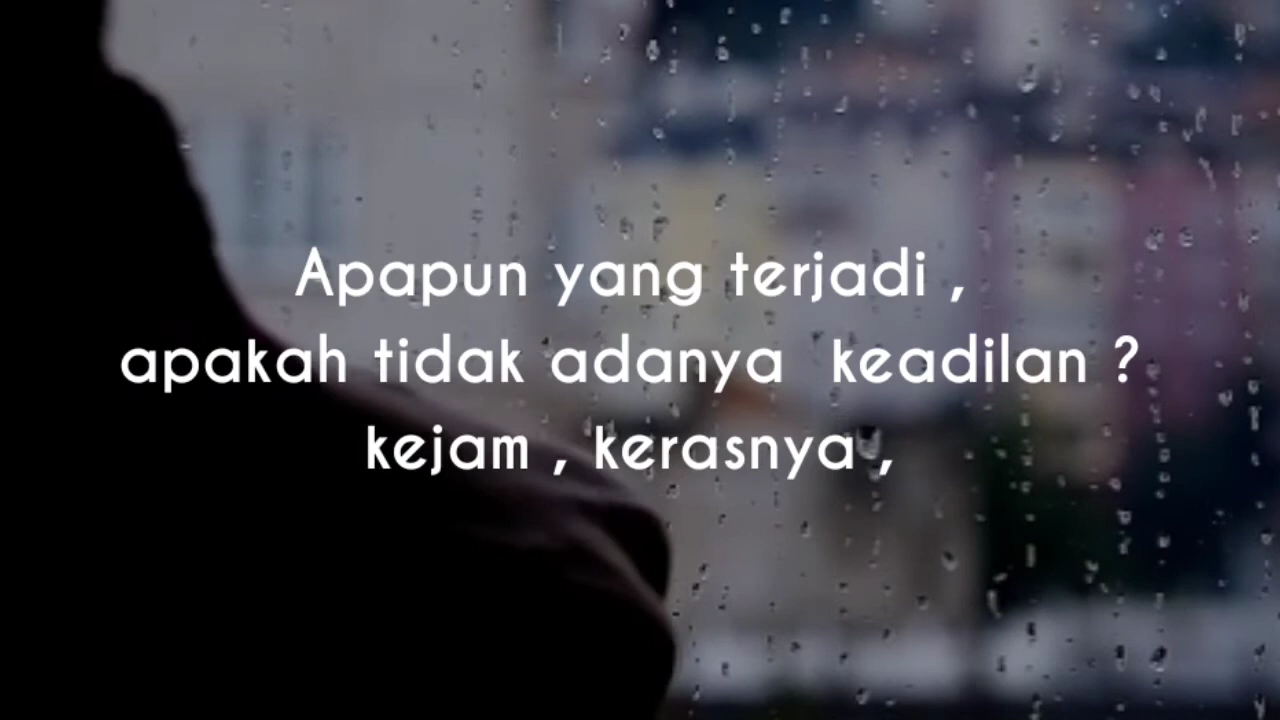 Apapun yang terjadi ,
apakah tidak adanya  keadilan ?
kejam , kerasnya ,